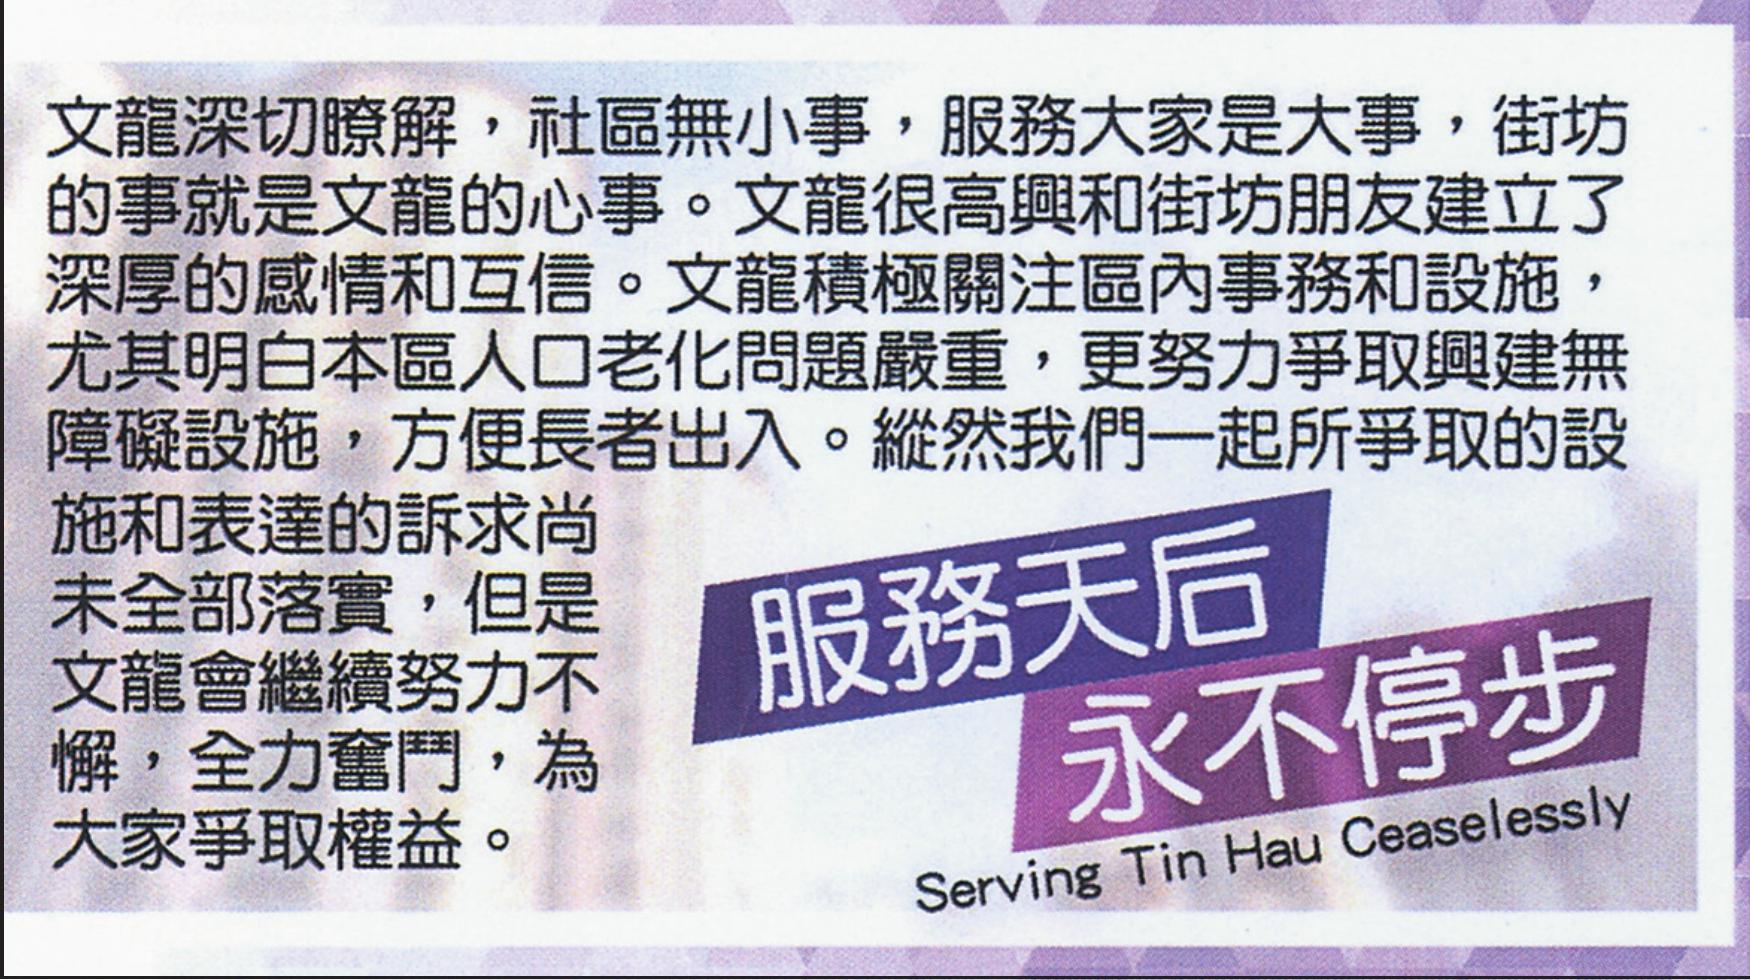 文龍深切瞭解，社區無小事，服務大家是大事，街坊
的事就是文龍的心事。文龍很高興和街坊朋友建立了
深厚的感情和互信。文龍積極關注區內事務和設施，
尤其明白本區人口老化問題嚴重，更努力爭取興建無
障礙設施，方便長者出入。縱然我們一起所爭取的設
施和表達的訴求尚
未全部落實，但是
文龍會繼續努力不
懈，全力奮鬥，為
大家爭取權益。
服務天后
永不停步
Serving Tin Hau Ceaselessly